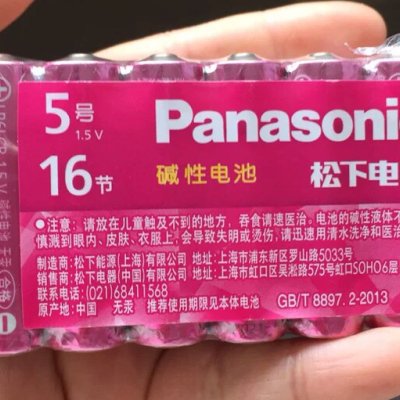 5号
1.5 V
Panasonic
16节
碱性电池
松下电
●注意: 请放在儿童触及不到的地方，吞食请速医治。电池的碱性液体不
慎溅到眼内、皮肤、衣服上，会导致失明或烫伤，请迅速用清水洗净和医治
制造商: 松下能源(上海)有限公司 地址: 上海市浦东新区罗山路5033号
经销商: 松下电器(中国)有限公司 地址: 上海市虹口区吴淞路575号虹口SOHO6层
联系电话: (021)68411568
原产地: 中国 无汞 推荐使用期限见本体电池 GB/T 8897. 2-2013